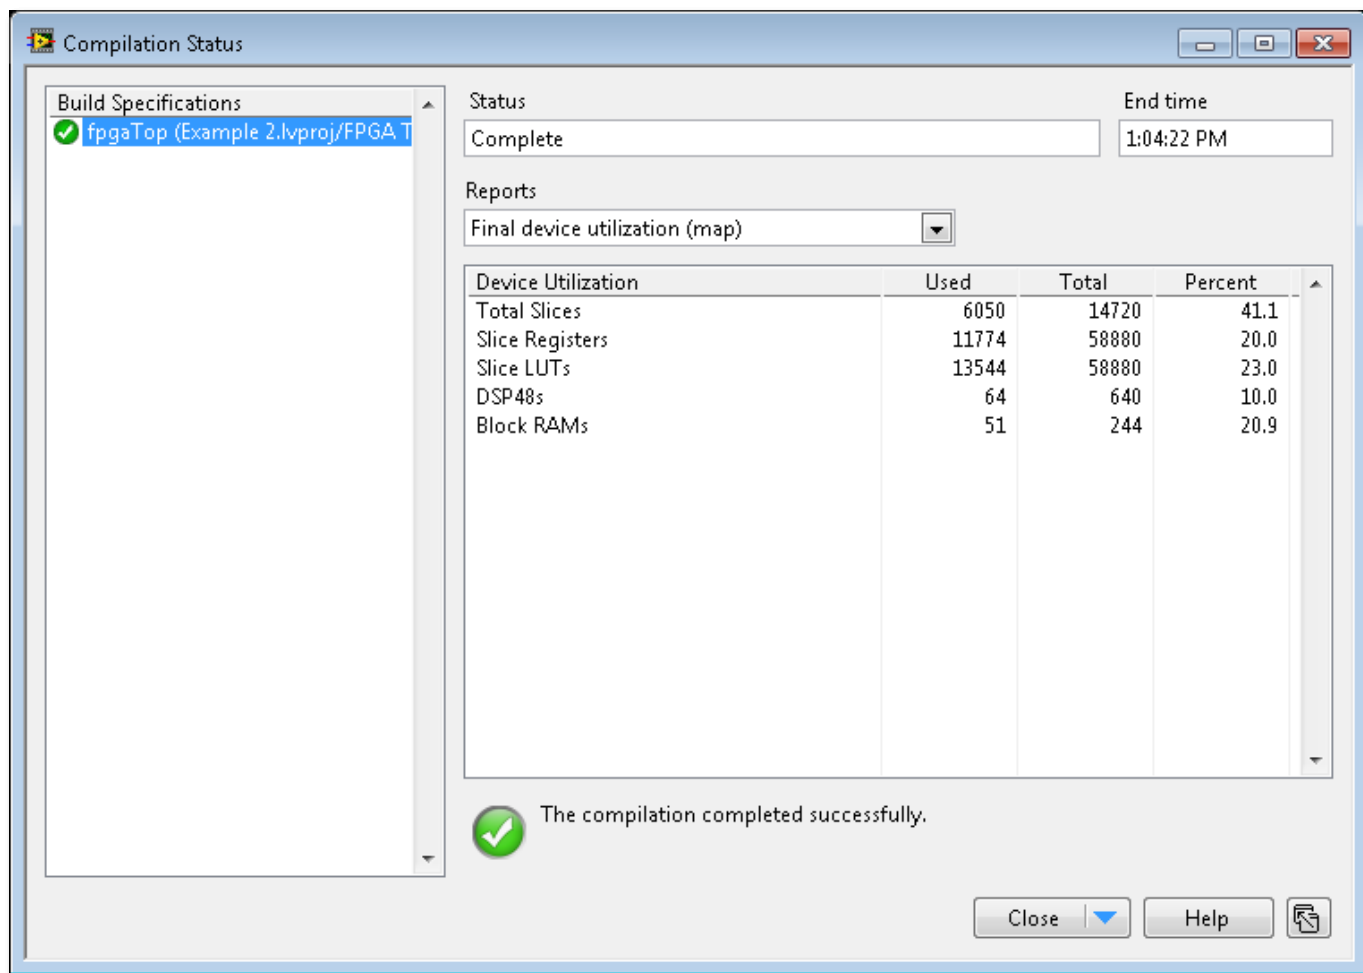 Compilation Status
Build Specifications
fpgaTop (Example 2.lvproj/FPGA T
Status
End time
Complete
1:04:22 PM
Reports
Final device utilization (map)
Device Utilization Used Total Percent
Total Slices 6050 14720 41.1
Slice Registers 11774 58880 20.0
Slice LUTs 13544 58880 23.0
DSP48s 64 640 10.0
Block RAMs 51 244 20.9
The compilation completed successfully.
Close
Help